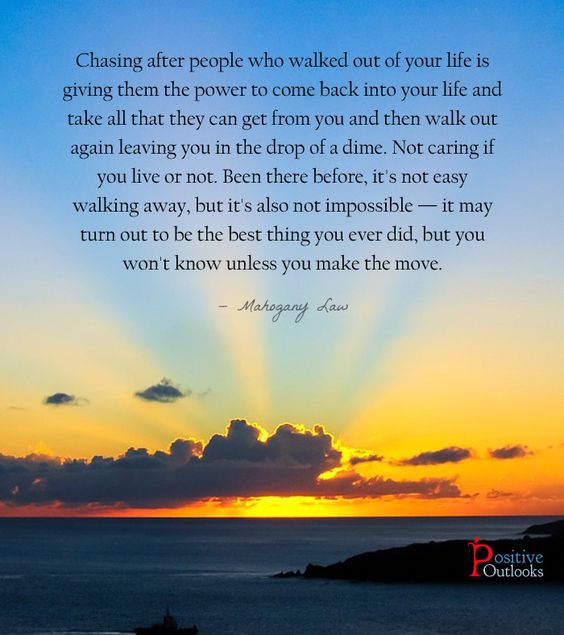 Chasing after people who walked out of your life is
giving them the power to come back into your life and
take all that they can get from you and then walk out
again leaving you in the drop of a dime. Not caring if
you live or not. Been there before, it's not easy
walking away, but it's also not impossible — it may
turn out to be the best thing you ever did, but you
won't know unless you make the move.
– Mahogany Law
Positive
Outlooks